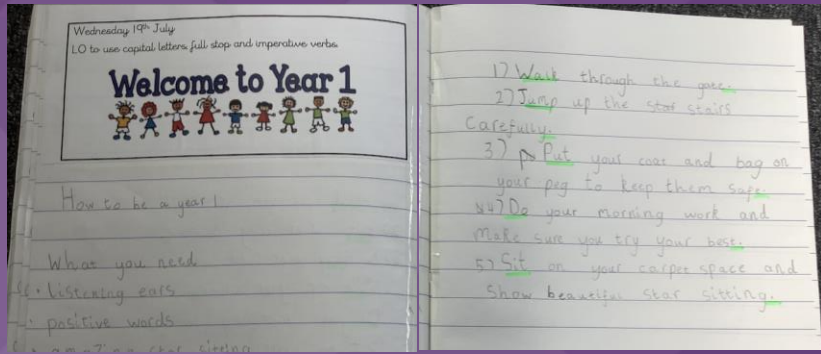 Wednesday 19th July
LO to use capital letters, full stop and imperative verbs.
Welcome to Year 1
How to be a year 1
What you need
• Listening ears
• positive words
• amazing star sitting
1) Walk through the gate.
2) Jump up the star stairs
Carefully.
3) Put your coat and bag on
your peg to keep them safe.
4) Do your morning work and
make sure you try your best.
5) Sit on your carpet space and
Show beautiful star sitting.